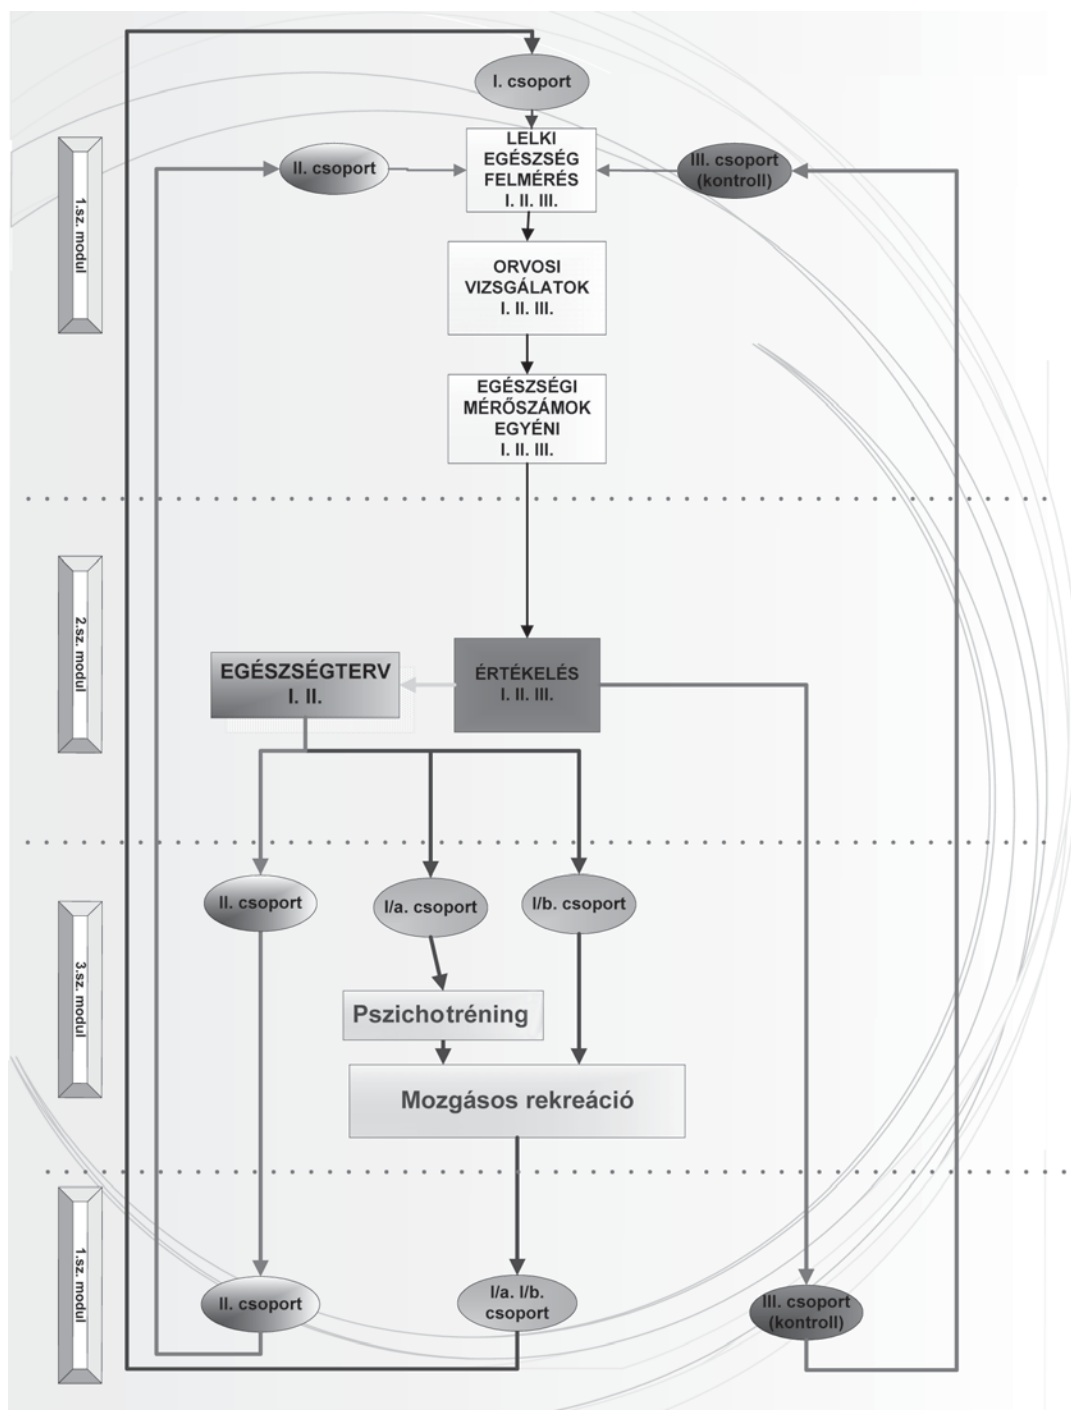 I. csoport
LELKI
EGÉSZSÉG
FELMÉRÉS
I. II. III.
II. csoport
III. csoport
(kontroll)
1.sz. modul
ORVOSI
VIZSGÁLATOK
I. II. III.
EGÉSZSÉGI
MÉRŐSZÁMOK
EGYÉNI
I. II. III.
2.sz. modul
EGÉSZSÉGTERV
I. II.
ÉRTÉKELÉS
I. II. III.
II. csoport
I/a. csoport
I/b. csoport
3.sz. modul
Pszichotréning
Mozgásos rekreáció
1.sz. modul
II. csoport
I/a. I/b.
csoport
III. csoport
(kontroll)